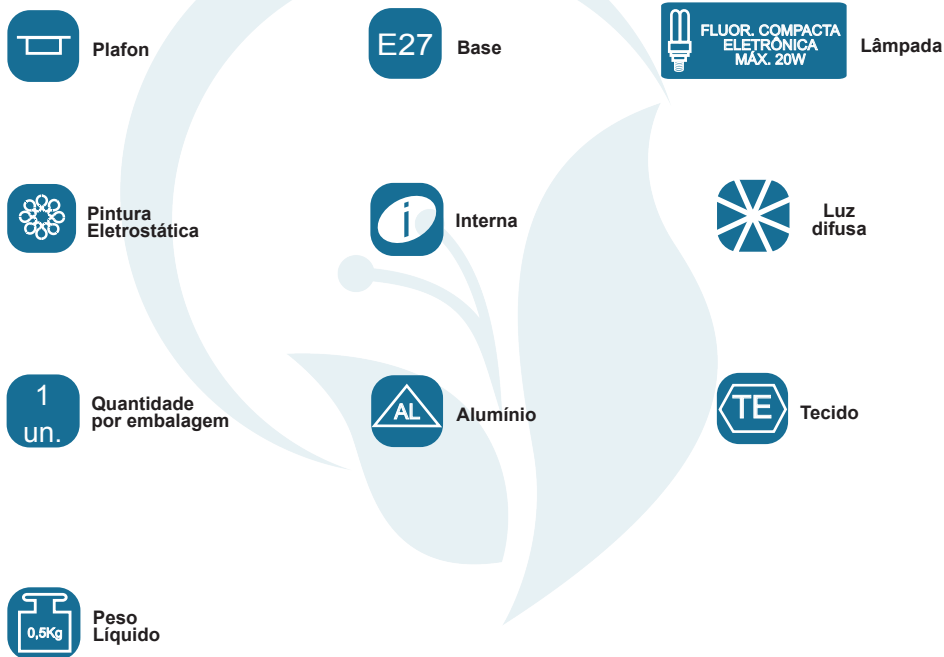 Plafon
E27
Base
FLUOR. COMPACTA
ELETRÔNICA
MÁX. 20W
Lâmpada
Pintura
Eletrostática
i
Interna
Luz
difusa
1
un.
Quantidade
por embalagem
AL
Alumínio
TE
Tecido
0,5Kg
Peso
Líquido